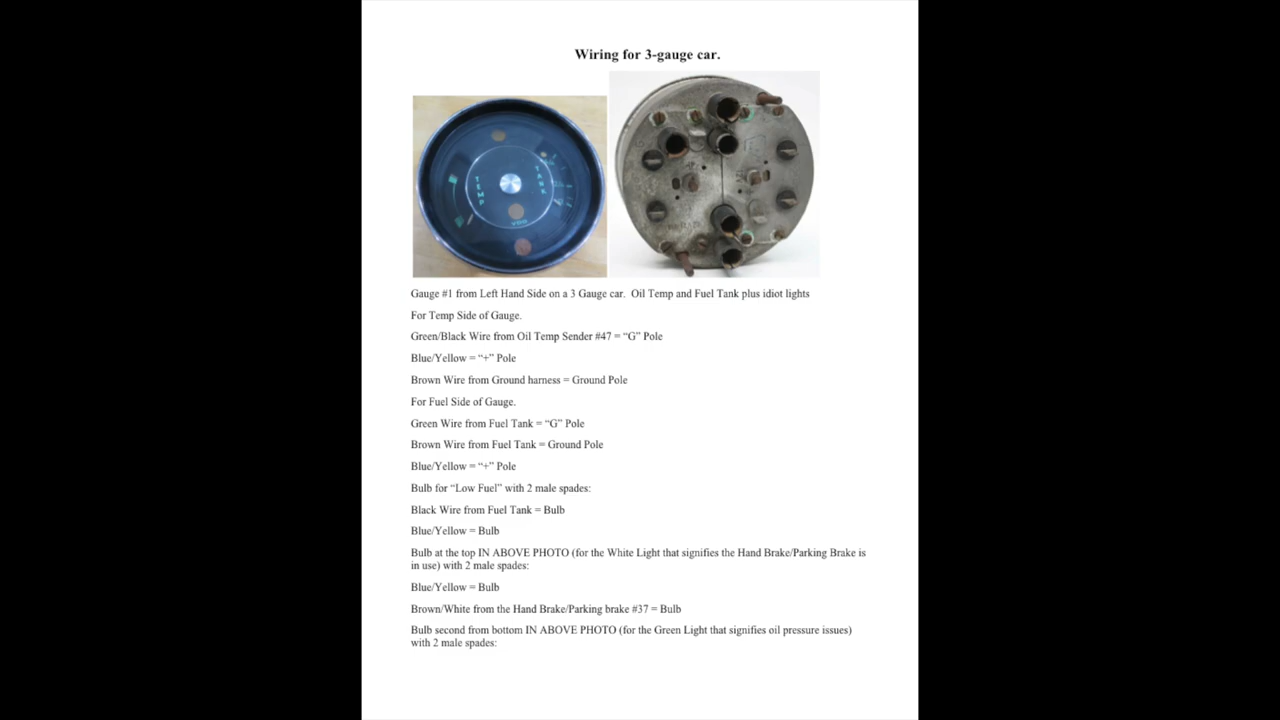 Wiring for 3-gauge car.
TEMP
TANK
VDO
Gauge #1 from Left Hand Side on a 3 Gauge car.  Oil Temp and Fuel Tank plus idiot lights
For Temp Side of Gauge.
Green/Black Wire from Oil Temp Sender #47 = “G” Pole
Blue/Yellow = “+” Pole
Brown Wire from Ground harness = Ground Pole
For Fuel Side of Gauge.
Green Wire from Fuel Tank = “G” Pole
Brown Wire from Fuel Tank = Ground Pole
Blue/Yellow = “+” Pole
Bulb for “Low Fuel” with 2 male spades:
Black Wire from Fuel Tank = Bulb
Blue/Yellow = Bulb
Bulb at the top IN ABOVE PHOTO (for the White Light that signifies the Hand Brake/Parking Brake is
in use) with 2 male spades:
Blue/Yellow = Bulb
Brown/White from the Hand Brake/Parking brake #37 = Bulb
Bulb second from bottom IN ABOVE PHOTO (for the Green Light that signifies oil pressure issues)
with 2 male spades: